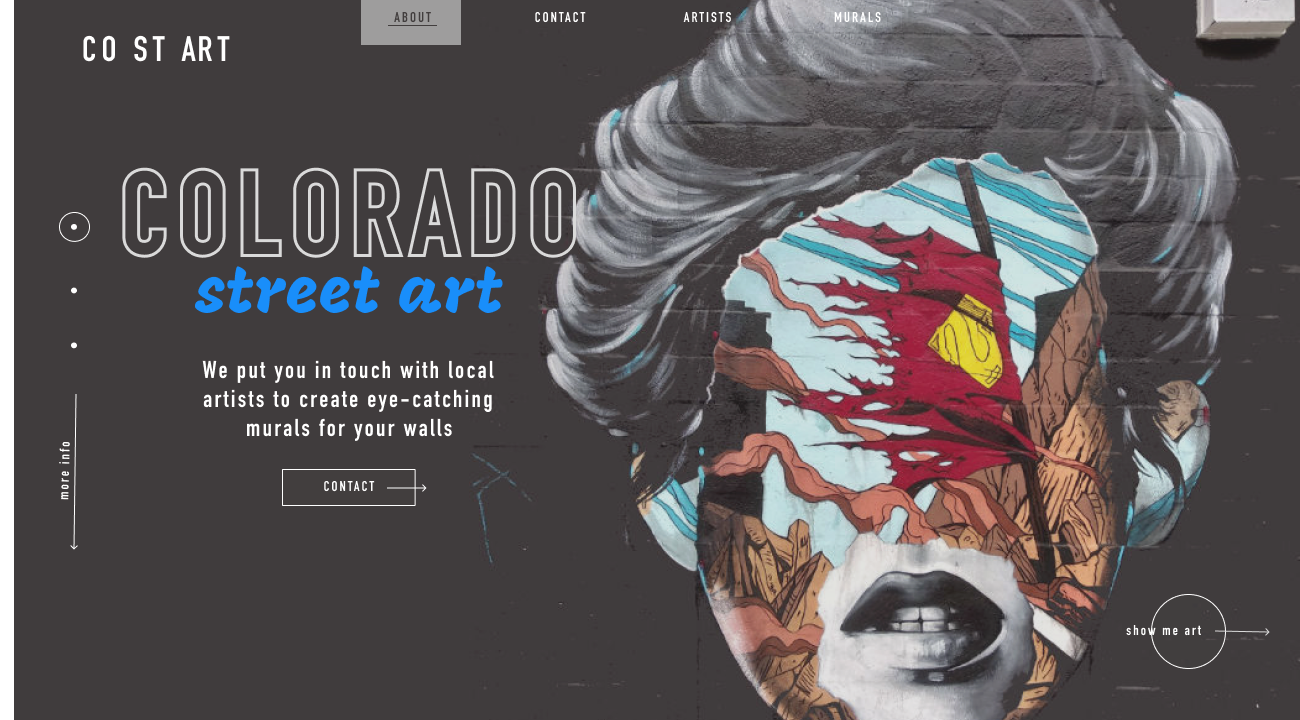 ABOUT
CONTACT
ARTISTS
MURALS
CO ST ART
COLORADO
street art
We put you in touch with local
artists to create eye-catching
murals for your walls
CONTACT
more info
show me art